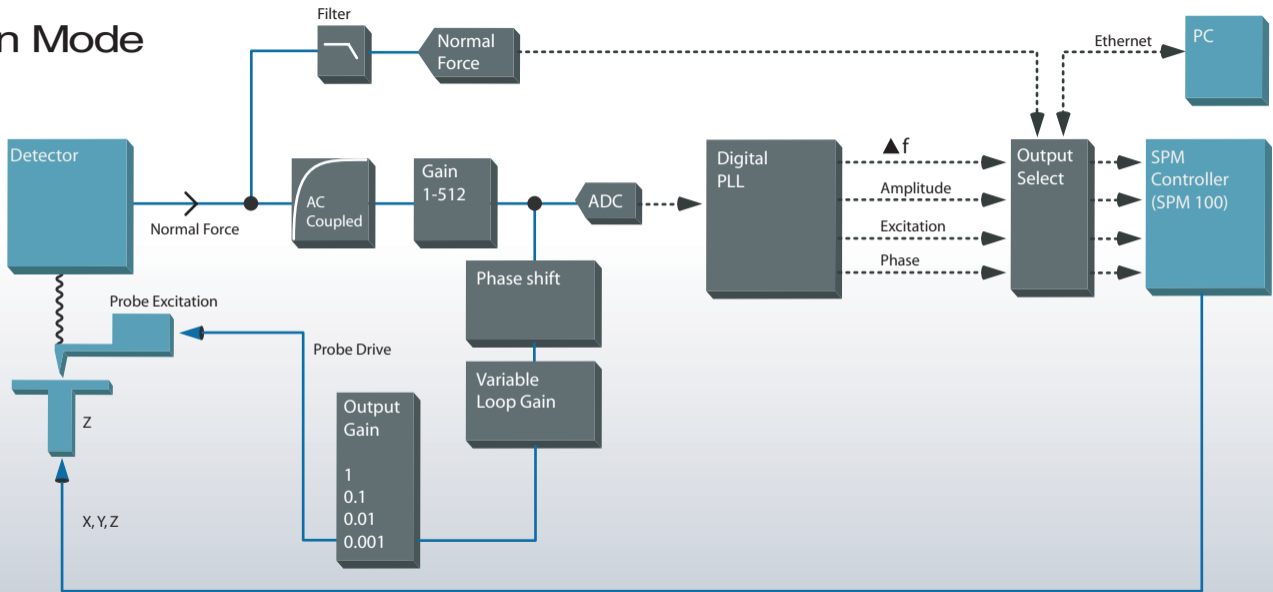 n Mode
Filter
Normal
Force
Ethernet
PC
Detector
Normal Force
AC
Coupled
Gain
1-512
ADC
Digital
PLL
▲f
Amplitude
Excitation
Phase
Output
Select
SPM
Controller
(SPM 100)
Phase shift
Probe Excitation
Probe Drive
Variable
Loop Gain
Output
Gain
1
0.1
0.01
0.001
Z
X, Y, Z